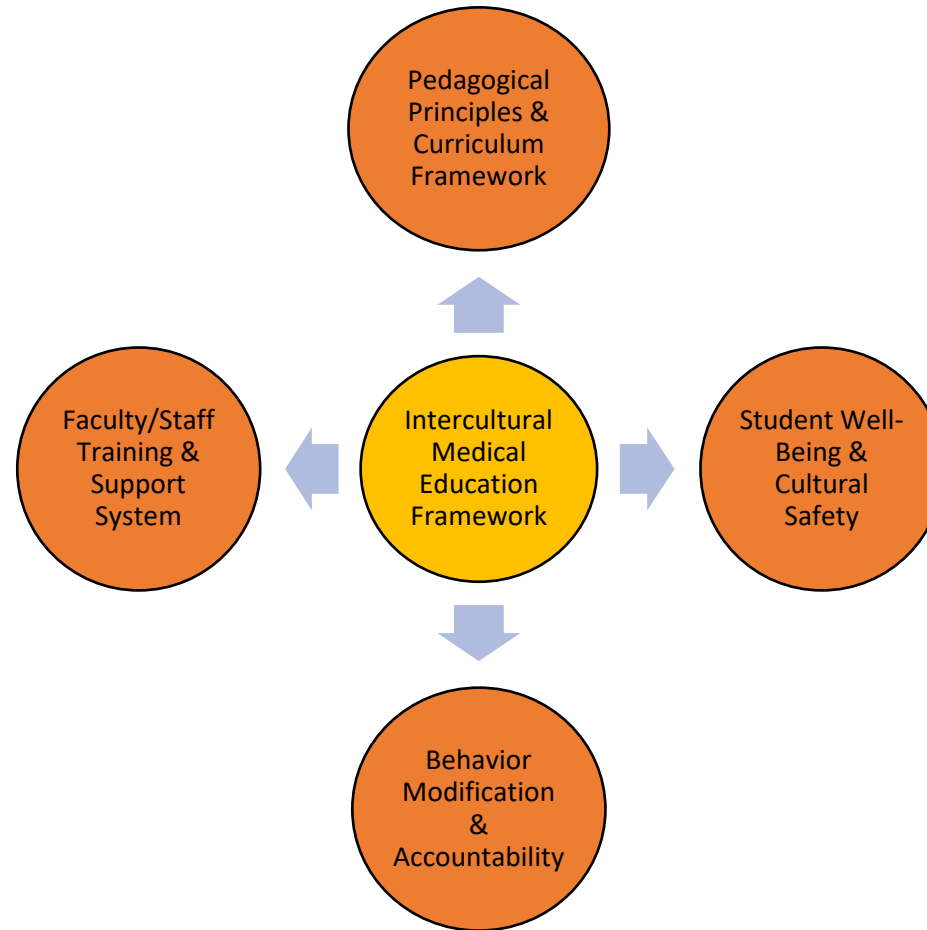 Pedagogical
Principles &
Curriculum
Framework
Faculty/Staff
Training &
Support
System
Intercultural
Medical
Education
Framework
Student Well-
Being &
Cultural
Safety
Behavior
Modification
&
Accountability